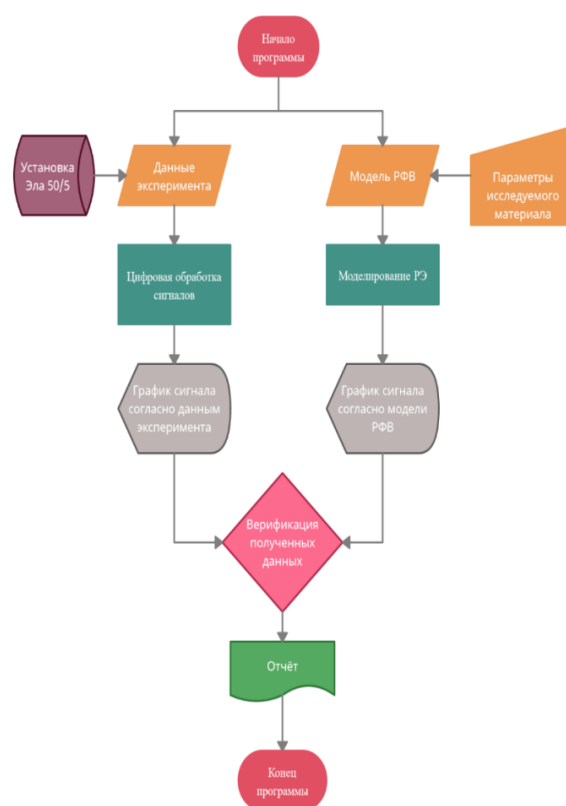 Начало
программы
Установка
Эла 50/5
Данные
эксперимента
Модель РФВ
Параметры
исследуемого
материала
Цифровая обработка
сигналов
Моделирование РЭ
График сигнала
согласно данным
эксперимента
График сигнала
согласно модели
РФВ
Верификация
полученных
данных
Отчёт
Конец
программы